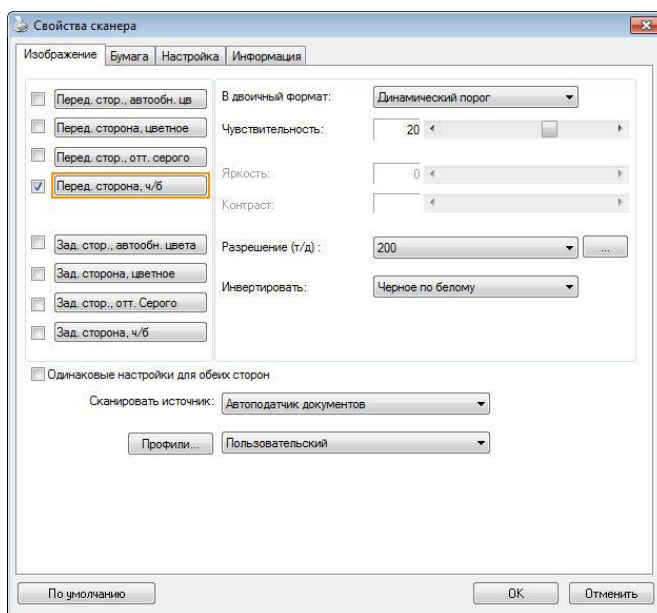 Свойства сканера
Изображение Бумага Настройка Информация
Перед. стор., автообн. цв
Перед. сторона, цветное
Перед. стор., отт. серого
Перед. сторона, ч/б
Зад. стор., автообн. цвета
Зад. сторона, цветное
Зад. стор., отт. Серого
Зад. сторона, ч/б
В двоичный формат: Динамический порог
Чувствительность: 20
Яркость: 0
Контраст:
Разрешение (т/д) : 200 ...
Инвертировать: Черное по белому
Одинаковые настройки для обеих сторон
Сканировать источник: Автоподатчик документов
Профили... Пользовательский
По умолчанию OK Отменить